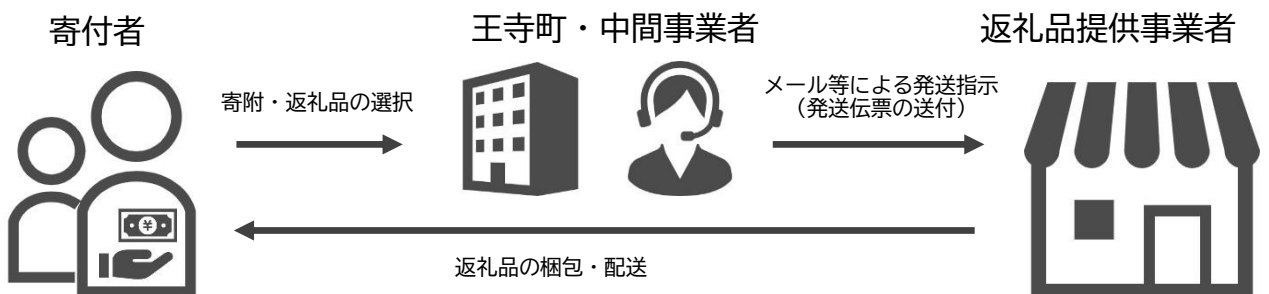 寄付者
王寺町・中間事業者
返礼品提供事業者
寄附・返礼品の選択
メール等による発送指示
（発送伝票の送付）
¥
返礼品の梱包・配送